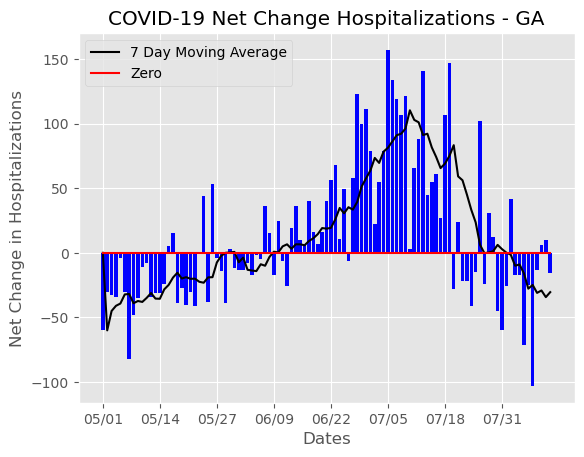 COVID-19 Net Change Hospitalizations - GA
7 Day Moving Average
Zero
Net Change in Hospitalizations
150
100
50
0
−50
−100
05/01 05/14 05/27 06/09 06/22 07/05 07/18 07/31
Dates